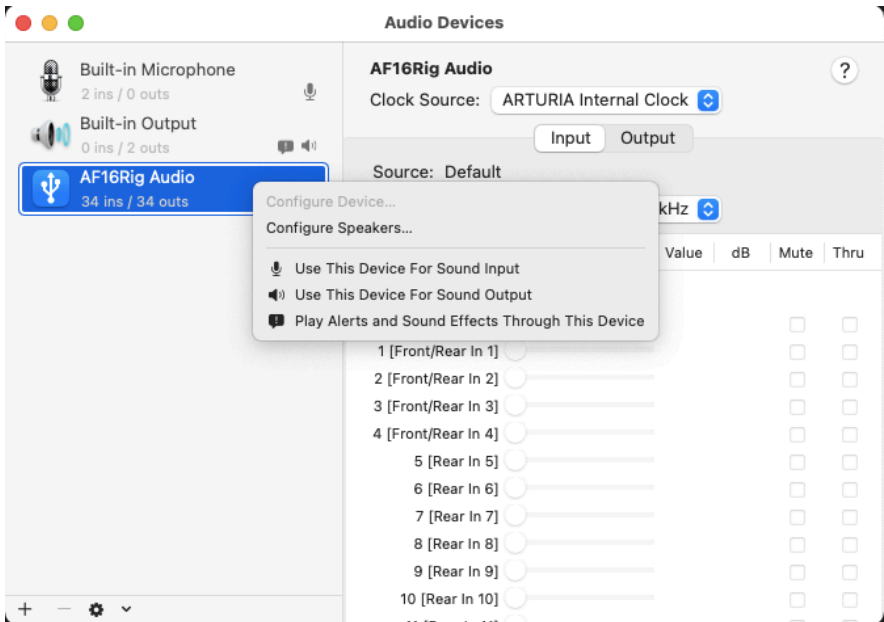 Audio Devices
Built-in Microphone
2 ins / 0 outs
Built-in Output
0 ins / 2 outs
AF16Rig Audio
34 ins / 34 outs
AF16Rig Audio
?
Clock Source: ARTURIA Internal Clock
Input Output
Source: Default
kHz
Configure Device...
Configure Speakers...
Use This Device For Sound Input
Use This Device For Sound Output
Play Alerts and Sound Effects Through This Device
Value dB Mute Thru
1 [Front/Rear In 1]
2 [Front/Rear In 2]
3 [Front/Rear In 3]
4 [Front/Rear In 4]
5 [Rear In 5]
6 [Rear In 6]
7 [Rear In 7]
8 [Rear In 8]
9 [Rear In 9]
10 [Rear In 10]